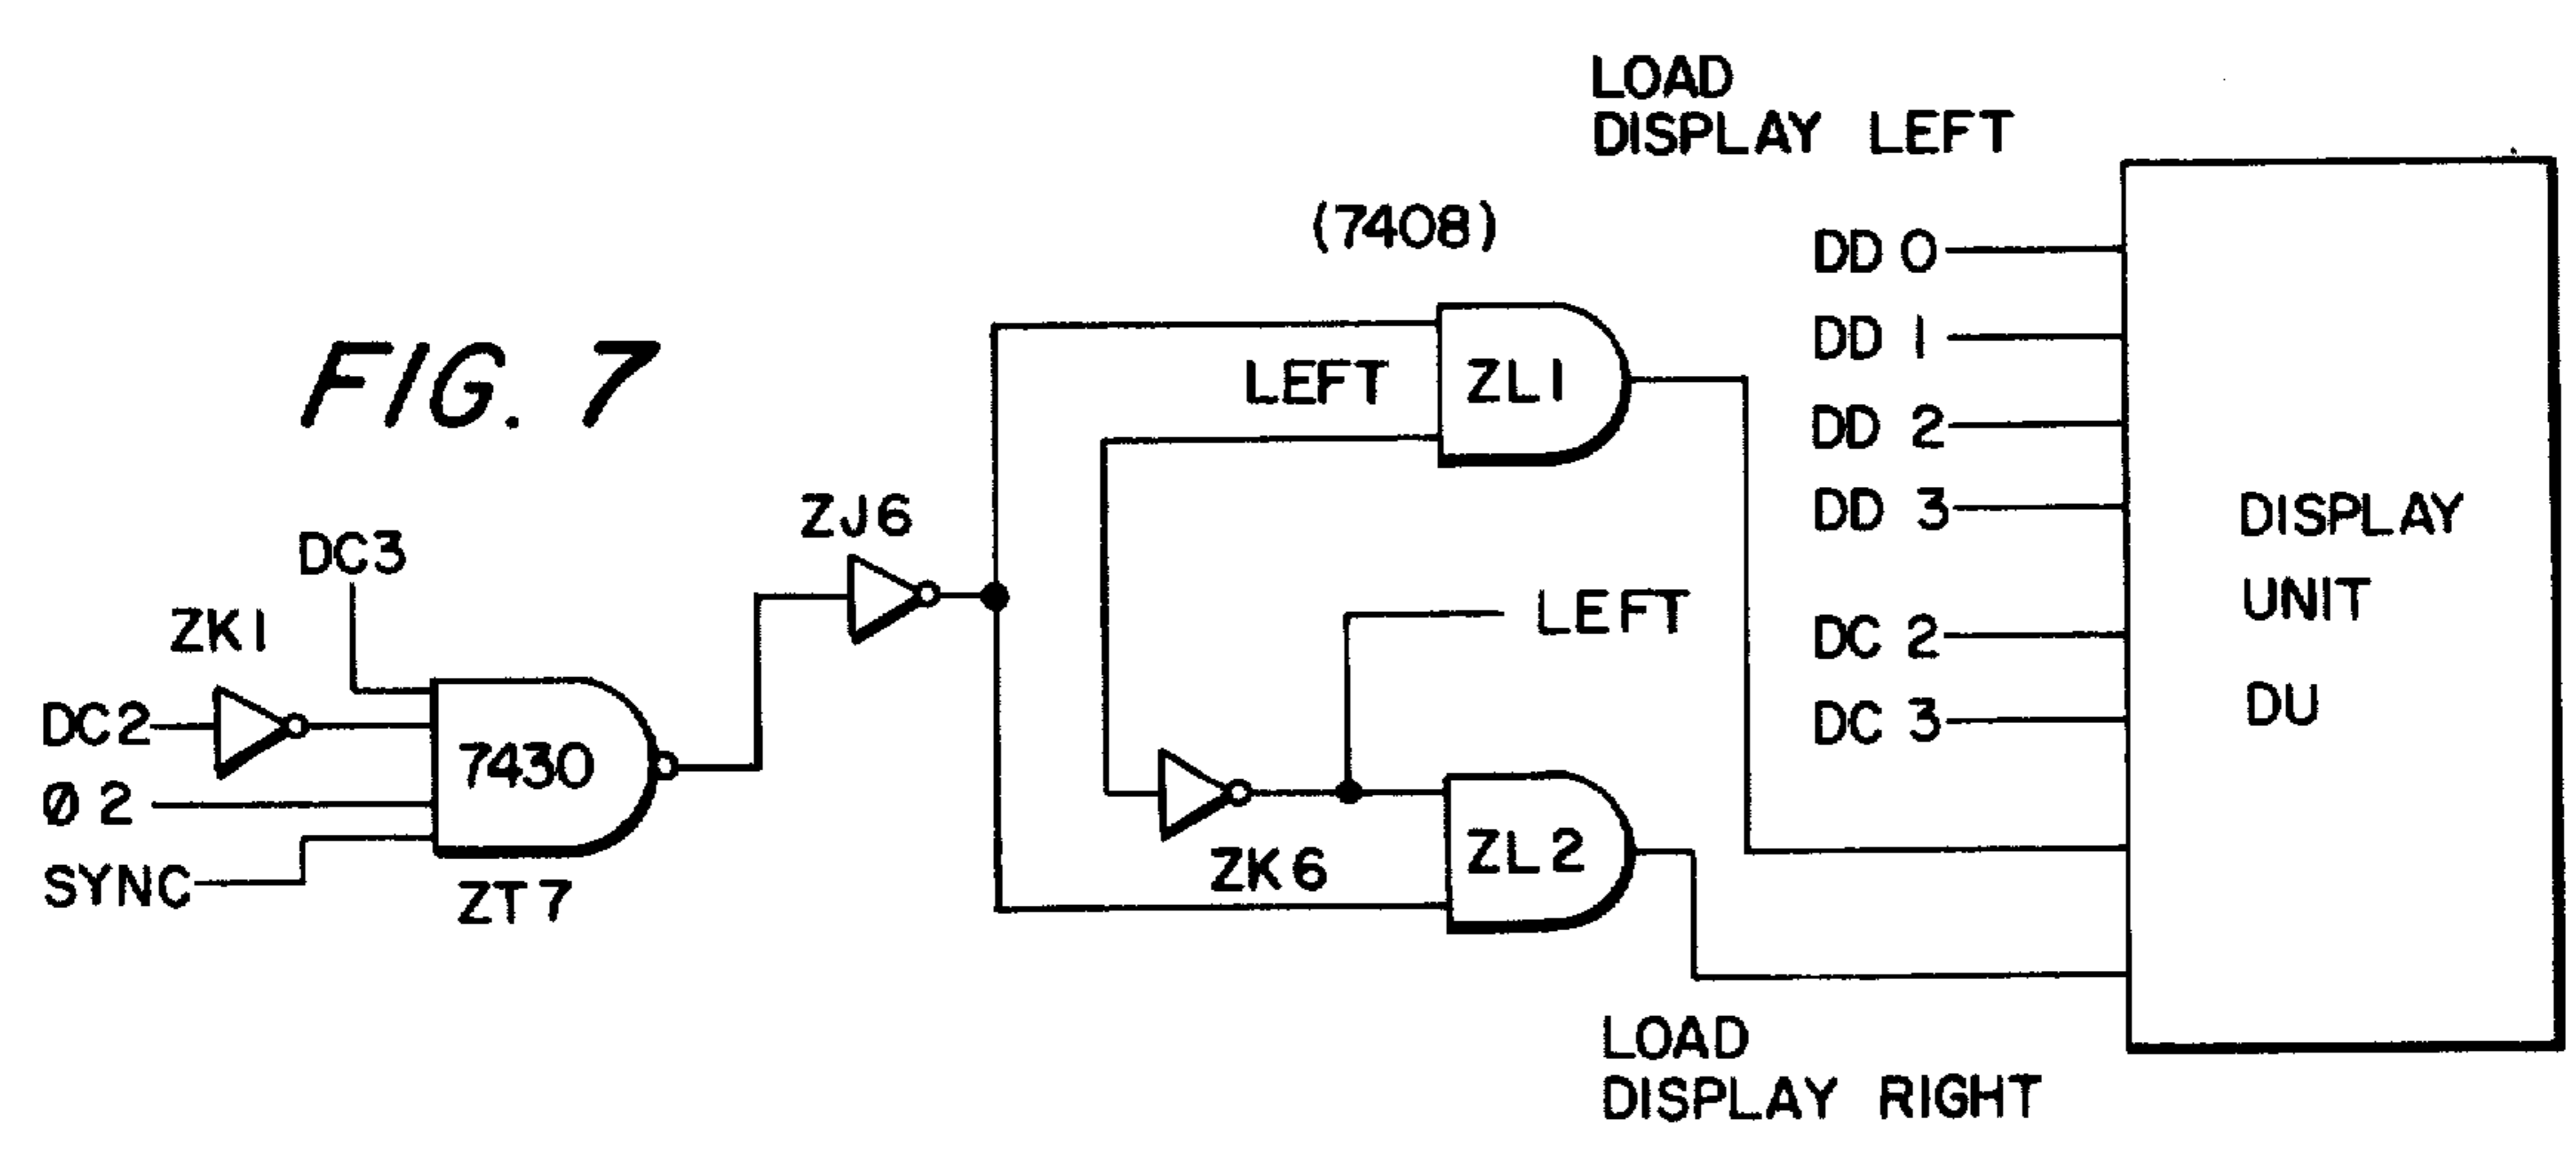 LOAD
DISPLAY LEFT
(7408)
DD 0
FIG. 7
DD 1
LEFT
ZL1
DD 2
ZJ6
DD 3
DISPLAY
DC3
UNIT
LEFT
ZK1
DC 2
DU
DC2
7430
DC 3
Ø 2
ZK6
ZL2
SYNC
ZT7
LOAD
DISPLAY RIGHT